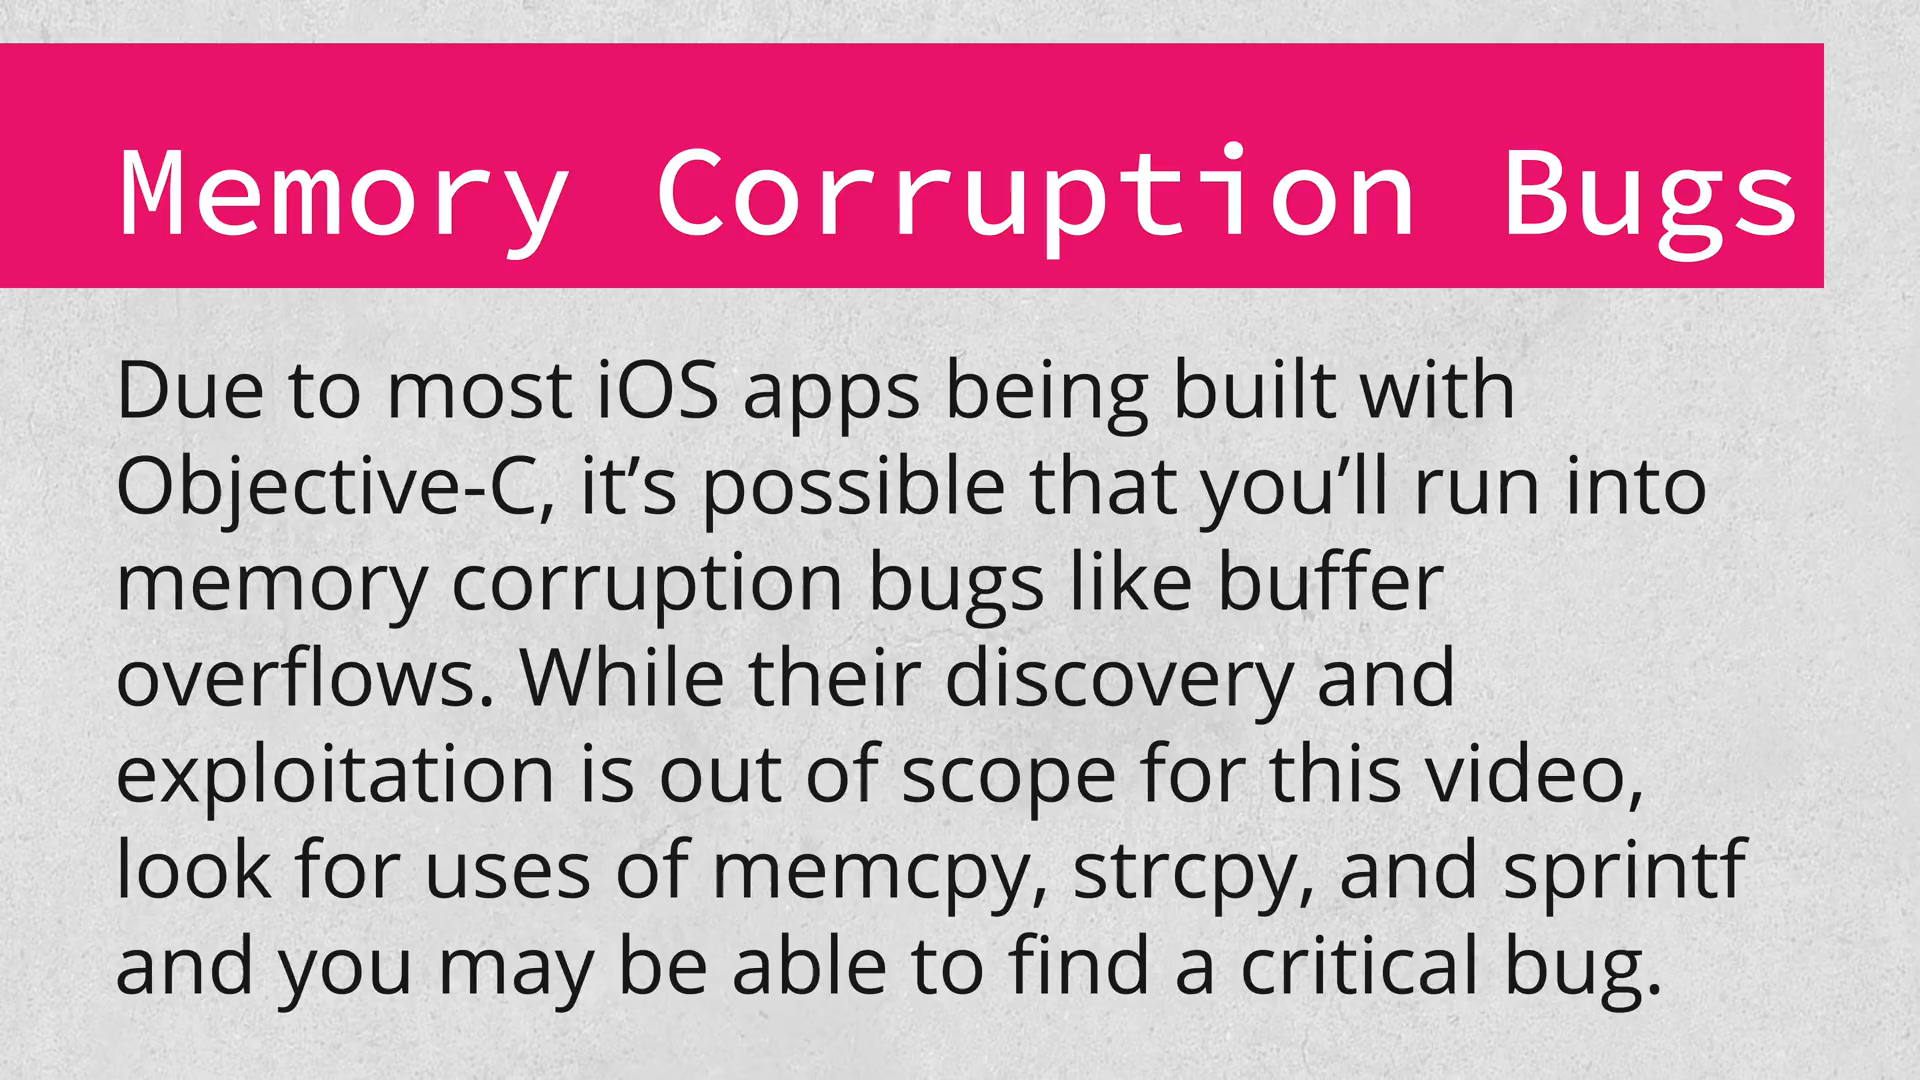 Memory Corruption Bugs
Due to most iOS apps being built with
Objective-C, it’s possible that you’ll run into
memory corruption bugs like buffer
overflows. While their discovery and
exploitation is out of scope for this video,
look for uses of memcpy, strcpy, and sprintf
and you may be able to find a critical bug.